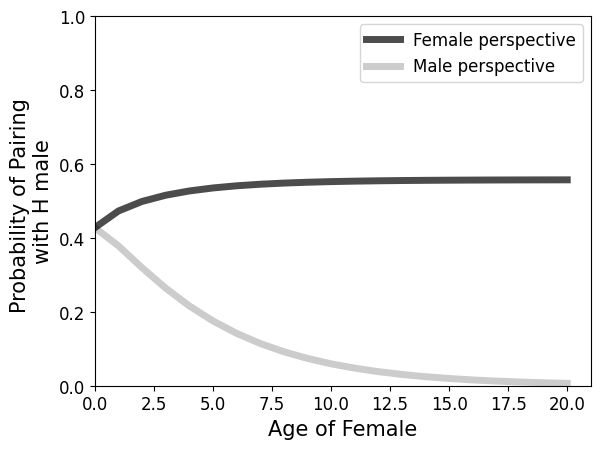 Female perspective
Male perspective
Probability of Pairing
with H male
1.0
0.8
0.6
0.4
0.2
0.0
0.0 2.5 5.0 7.5 10.0 12.5 15.0 17.5 20.0
Age of Female